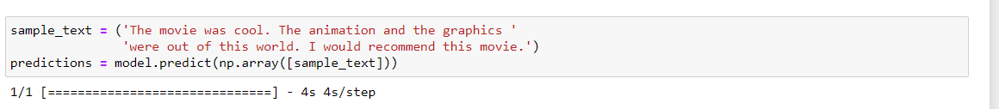 sample_text = ('The movie was cool. The animation and the graphics '
'were out of this world. I would recommend this movie.')
predictions = model.predict(np.array([sample_text]))
1/1 [==============================] - 4s 4s/step